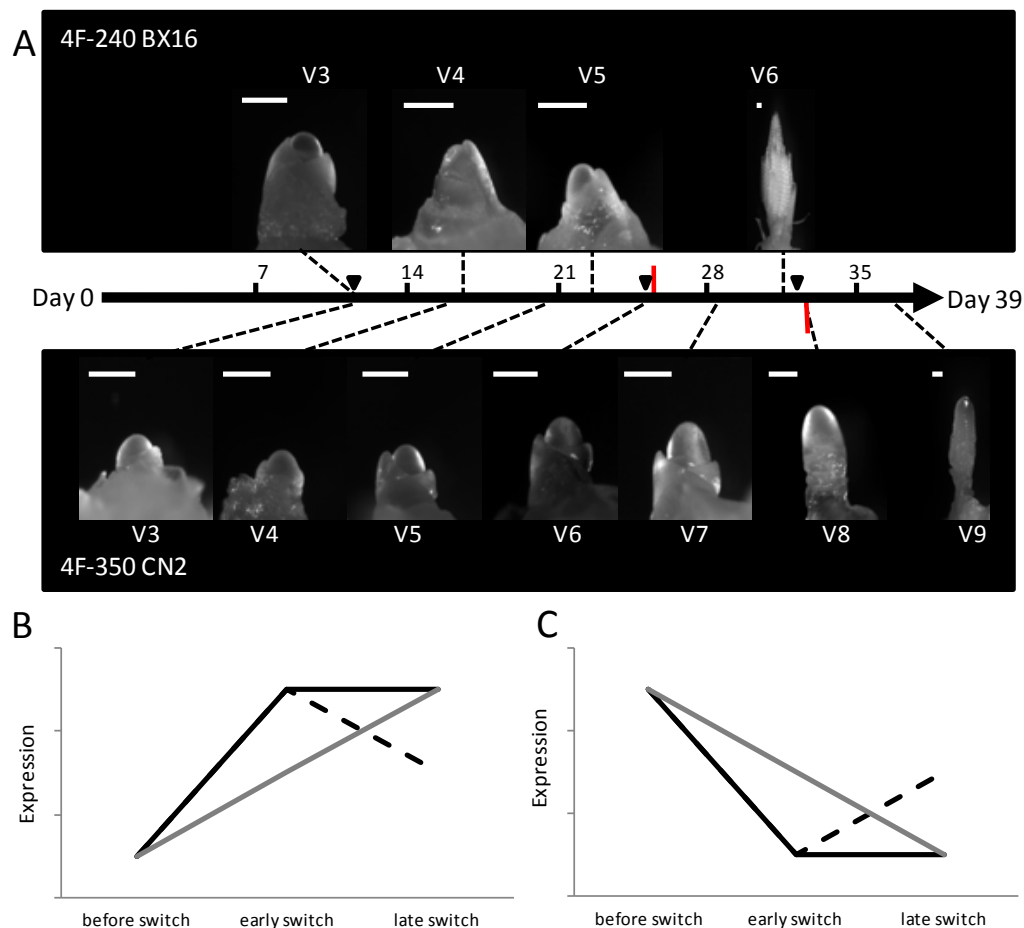 A
4F-240 BX16
V3 V4 V5 V6
7 14 21 28 35
Day 0
Day 39
V3 V4 V5 V6 V7 V8 V9
4F-350 CN2
B
Expression
before switch early switch late switch
C
Expression
before switch early switch late switch